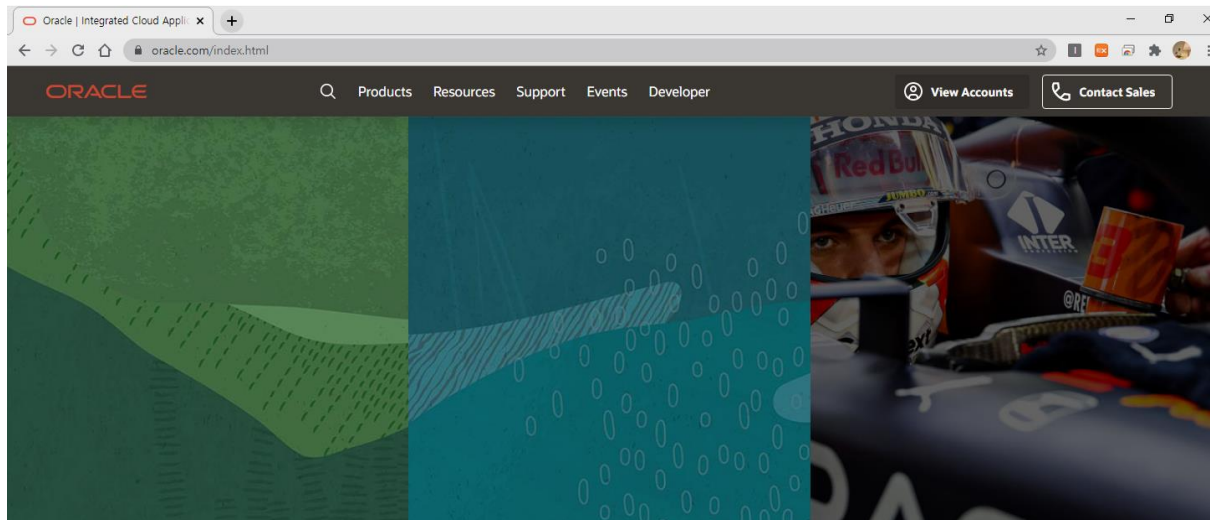 Oracle | Integrated Cloud Applic
oracle.com/index.html
ORACLE Products Resources Support Events Developer View Accounts Contact Sales
HONDA
Red Bull
JUMBO
INTER